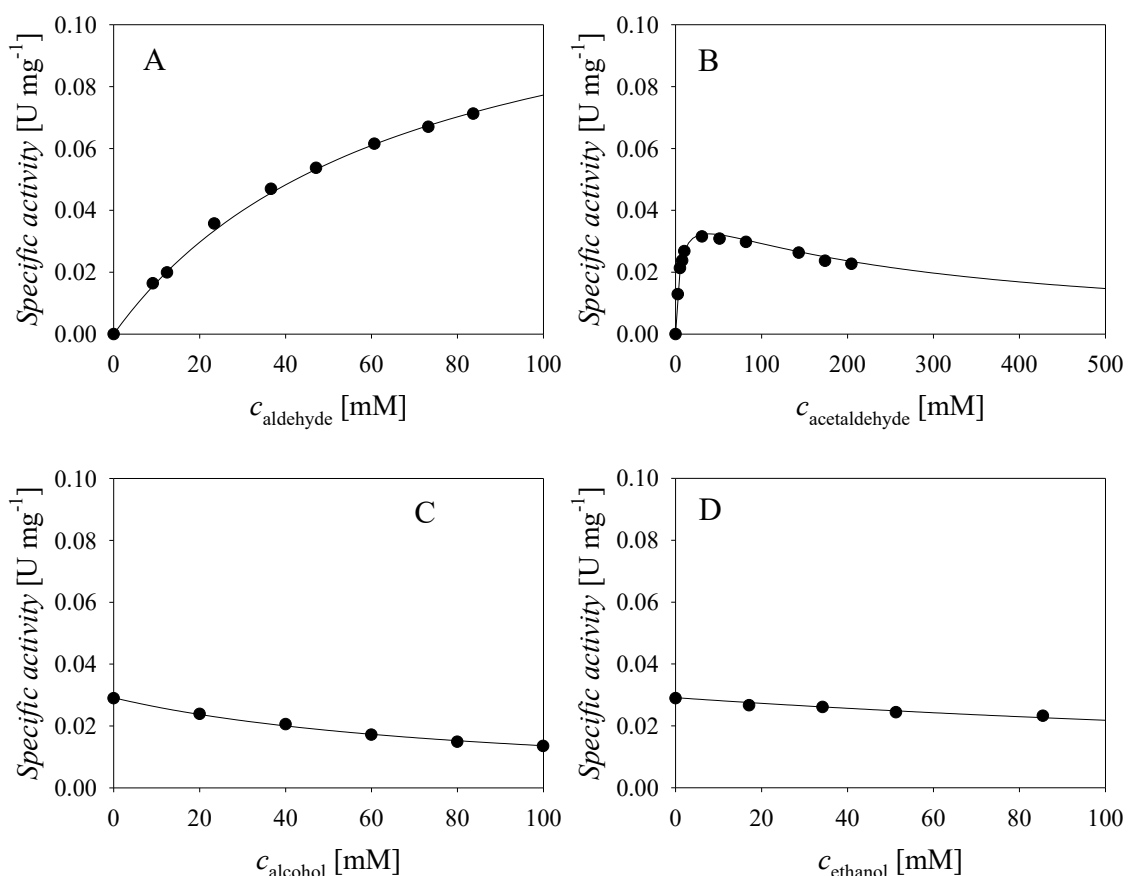 A
Specific activity [U mg⁻¹]
0.10
0.08
0.06
0.04
0.02
0.00
0 20 40 60 80 100
c aldehyde [mM]
B
Specific activity [U mg⁻¹]
0.10
0.08
0.06
0.04
0.02
0.00
0 100 200 300 400 500
c acetaldehyde [mM]
C
Specific activity [U mg⁻¹]
0.10
0.08
0.06
0.04
0.02
0.00
0 20 40 60 80 100
c alcohol [mM]
D
Specific activity [U mg⁻¹]
0.10
0.08
0.06
0.04
0.02
0.00
0 20 40 60 80 100
c ethanol [mM]